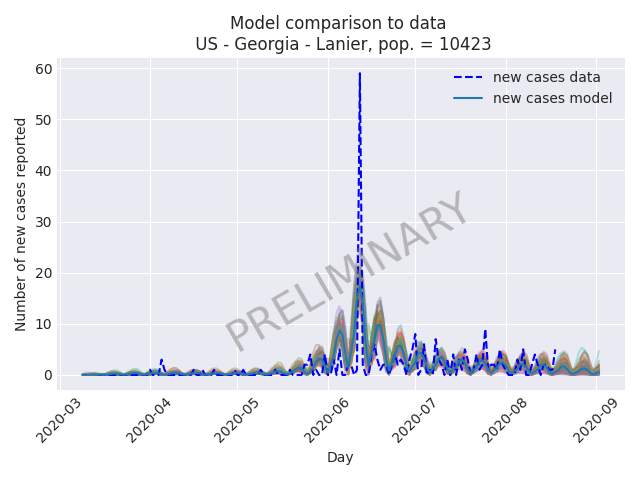 Model comparison to data
US - Georgia - Lanier, pop. = 10423
new cases data
new cases model
Number of new cases reported
60
50
40
30
20
10
0
PRELIMINARY
2020-03
2020-04
2020-05
2020-06
2020-07
2020-08
2020-09
Day